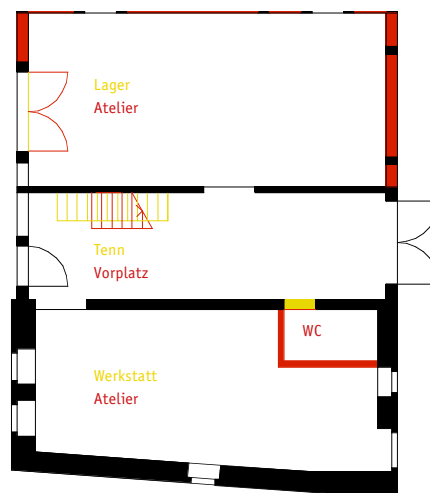 Lager
Atelier
Tenn
Vorplatz
WC
Werkstatt
Atelier